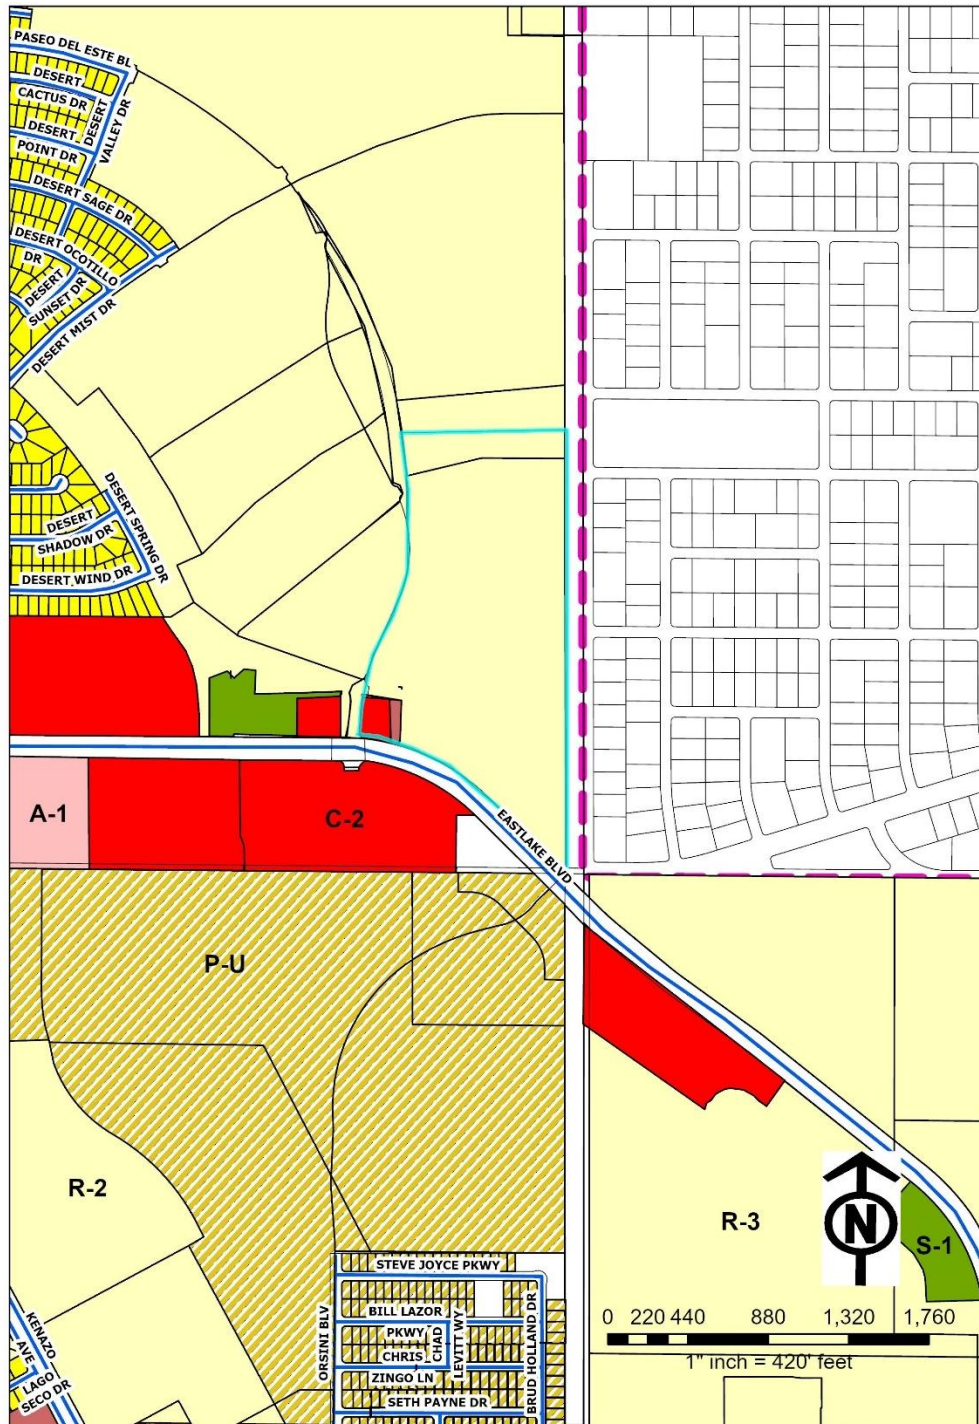 PASEO DEL ESTE BL
DESERT
CACTUS DR
DESERT
VALLEY DR
DESERT
POINT DR
DESERT SAGE DR
DESERT OCOTILLO
DR
DESERT
SUNSET DR
DESERT MIST DR
DESERT SPRING DR
DESERT
SHADOW DR
DESERT WIND DR
A-1
C-2
EASTLAKE BLVD
P-U
R-2
R-3
N
S-1
STEVE JOYCE PKWY
ORSINI BLV
BILL LAZOR
PKWY
CHAD
LEVITT WY
BRUD HOLLAND DR
CHRIS
ZINGO LN
SETH PAYNE DR
KENAZO
AVE
LAGO
SECO DR
0 220 440 880 1,320 1,760
1" inch = 420' feet